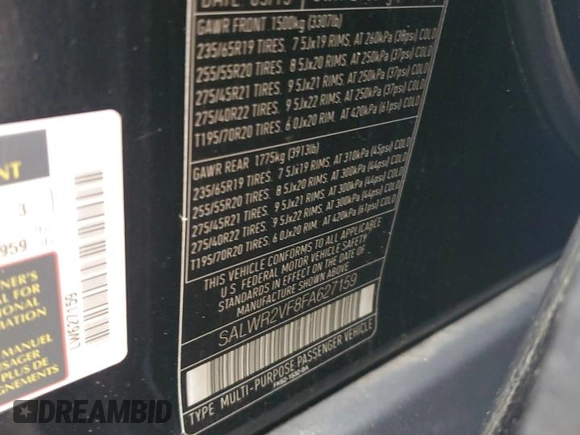 GAWR FRONT 1500kg (3307lb)
235/65R19 TIRES. 7 5Jx19 RIMS. AT 260kPa (38psi) COLD
255/55R20 TIRES. 8 5Jx20 RIMS. AT 250kPa (37psi) COLD
275/45R21 TIRES. 9 5Jx21 RIMS. AT 250kPa (37psi) COLD
275/40R22 TIRES. 9 5Jx22 RIMS. AT 250kPa (37psi) COLD
T195/70R20 TIRES. 6 0Jx20 RIM. AT 420kPa (61psi) COLD
GAWR REAR 1775kg (3913lb)
235/65R19 TIRES. 7 5Jx19 RIMS. AT 310kPa (45psi) COLD
255/55R20 TIRES. 8 5Jx20 RIMS. AT 300kPa (44psi) COLD
275/45R21 TIRES. 9 5Jx21 RIMS. AT 300kPa (44psi) COLD
275/40R22 TIRES. 9 5Jx22 RIMS. AT 300kPa (44psi) COLD
T195/70R20 TIRES. 6 0Jx20 RIM. AT 420kPa (61psi) COLD
THIS VEHICLE CONFORMS TO ALL APPLICABLE
U S FEDERAL MOTOR VEHICLE SAFETY
STANDARDS IN EFFECT ON THE DATE OF
MANUFACTURE SHOWN ABOVE.
SALWR2VF8FA627159
TYPE MULTI-PURPOSE PASSENGER VEHICLE
3
959
LW627159
MANUEL
USAGER
DREAMBID